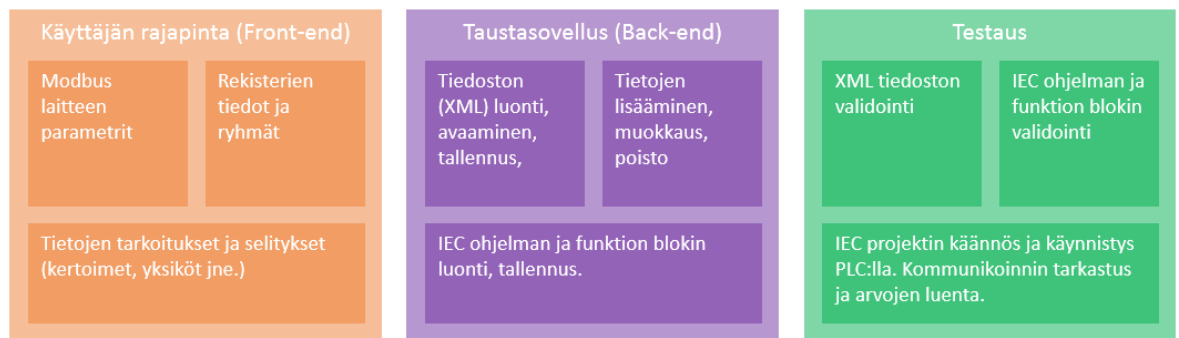 Käyttäjän rajapinta (Front-end)
Modbus
laitteen
parametrit
Rekisterien
tiedot ja
ryhmät
Tietojen tarkoitukset ja selitykset
(kertoimet, yksiköt jne.)
Taustasovellus (Back-end)
Tiedoston
(XML) luonti,
avaaminen,
tallennus,
Tietojen
lisääminen,
muokkaus,
poisto
IEC ohjelman ja funktion blokin
luonti, tallennus.
Testaus
XML tiedoston
validointi
IEC ohjelman ja
funktion blokin
validointi
IEC projektin käännös ja käynnistys
PLC:lla. Kommunikoinnin tarkastus
ja arvojen luenta.